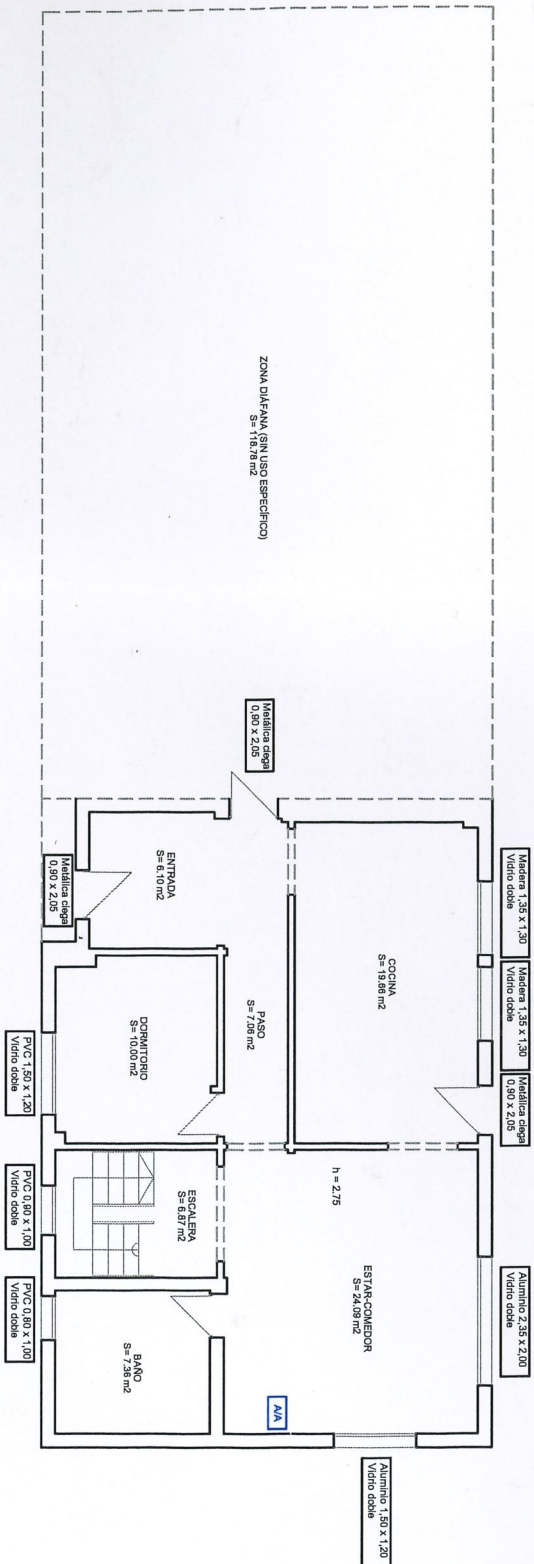 ZONA DIÁFANA (SIN USO ESPECÍFICO)
S= 118.78 m2
Metálica ciega
0,90 x 2,05
Metálica ciega
0,90 x 2,05
ENTRADA
S= 6.10 m2
COCINA
S= 19.66 m2
Madera 1,35 x 1,30
Vidrio doble
Madera 1,35 x 1,30
Vidrio doble
Metálica ciega
0,90 x 2,05
PASO
S= 7.06 m2
DORMITORIO
S= 10.00 m2
PVC 1,50 x 1,20
Vidrio doble
h = 2.75
ESCALERA
S= 6.87 m2
PVC 0,90 x 1,00
Vidrio doble
ESTAR-COMEDOR
S= 24.09 m2
Aluminio 2,35 x 2,00
Vidrio doble
BAÑO
S= 7.36 m2
PVC 0,80 x 1,00
Vidrio doble
A/A
Aluminio 1,50 x 1,20
Vidrio doble